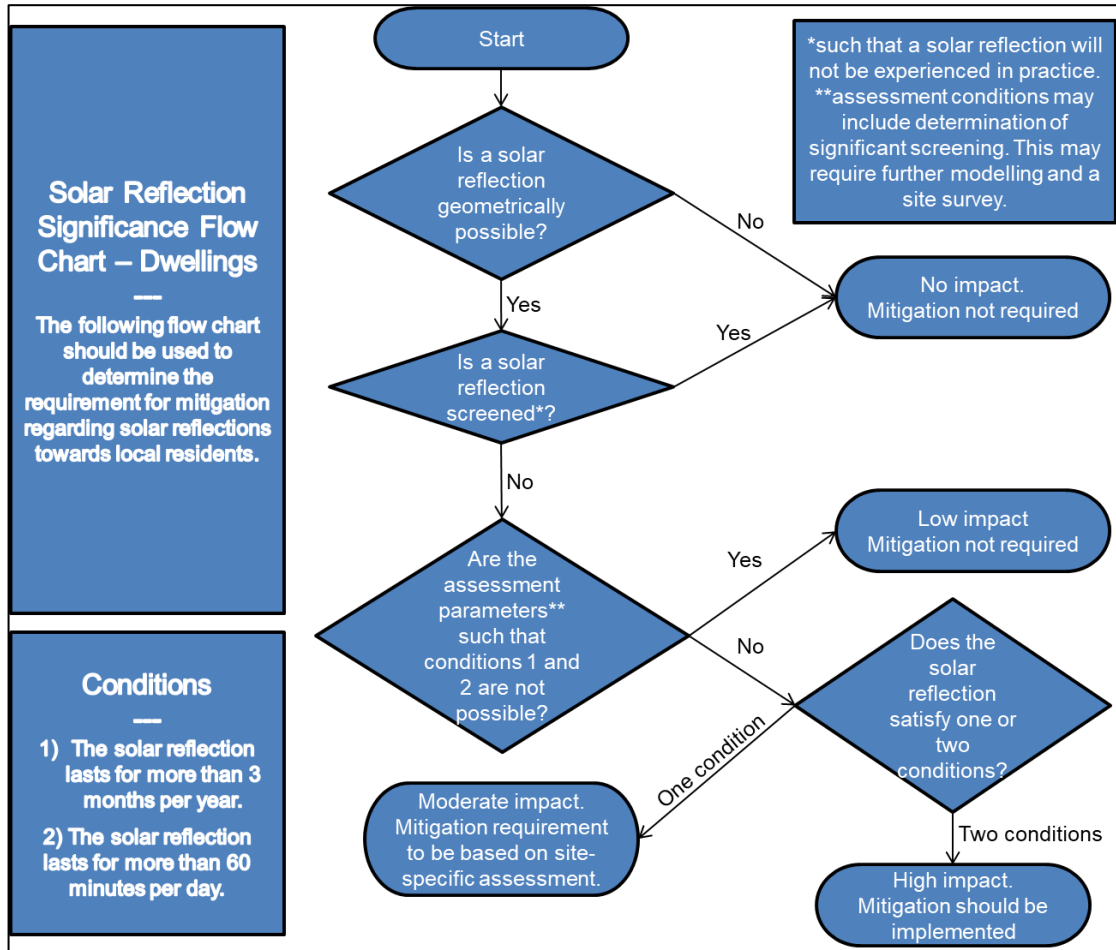 Solar Reflection
Significance Flow
Chart – Dwellings
---
The following flow chart
should be used to
determine the
requirement for mitigation
regarding solar reflections
towards local residents.
Conditions
---
1) The solar reflection
lasts for more than 3
months per year.
2) The solar reflection
lasts for more than 60
minutes per day.
Start
*such that a solar reflection will
not be experienced in practice.
**assessment conditions may
include determination of
significant screening. This may
require further modelling and a
site survey.
Is a solar
reflection
geometrically
possible?
No
No impact.
Mitigation not required
Yes
Is a solar
reflection
screened*?
Yes
No
Are the
assessment
parameters**
such that
conditions 1 and
2 are not
possible?
Yes
Low impact
Mitigation not required
No
Does the
solar
reflection
satisfy one or
two
conditions?
One condition
Moderate impact.
Mitigation requirement
to be based on site-
specific assessment.
Two conditions
High impact.
Mitigation should be
implemented